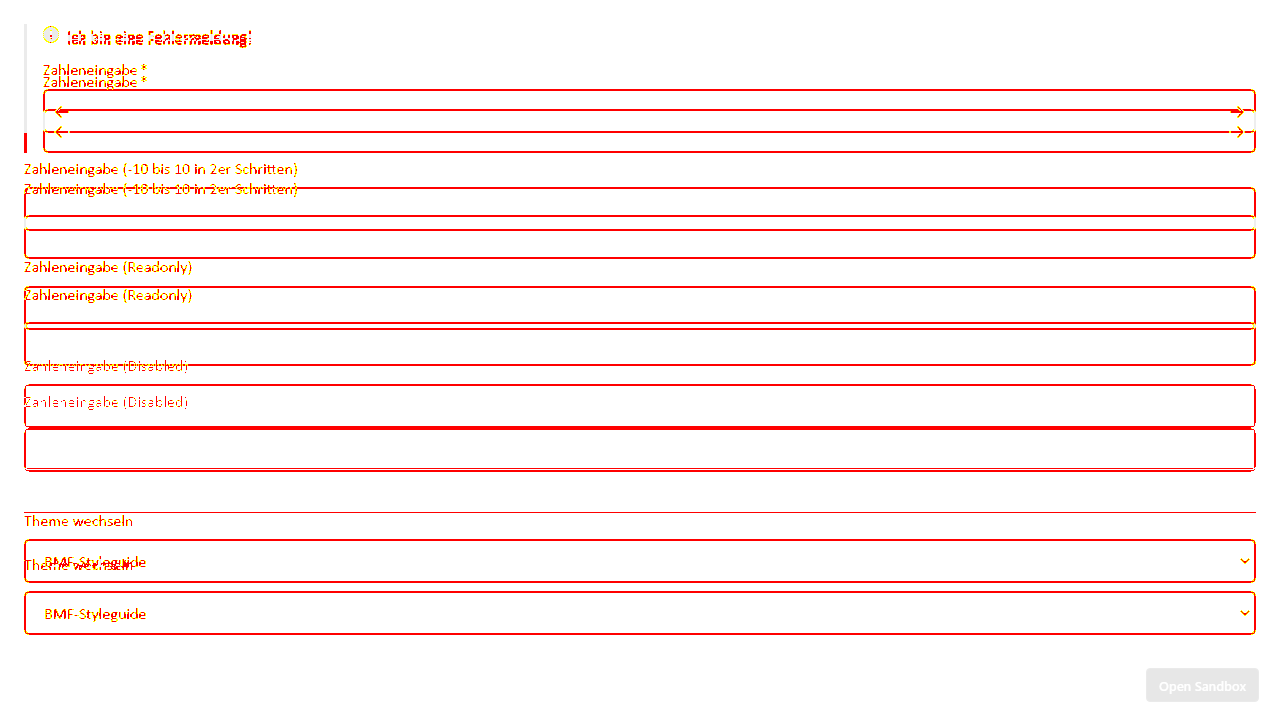 Ich bin eine Fehlermeldung!
Ich bin eine Fehlermeldung!
Zahleneingabe *
Zahleneingabe *
Zahleneingabe (-10 bis 10 in 2er Schritten)
Zahleneingabe (-10 bis 10 in 2er Schritten)
Zahleneingabe (Readonly)
Zahleneingabe (Readonly)
Zahleneingabe (Disabled)
Zahleneingabe (Disabled)
Theme wechseln
BMF-Styleguide
Theme wechseln
BMF-Styleguide
Open Sandbox